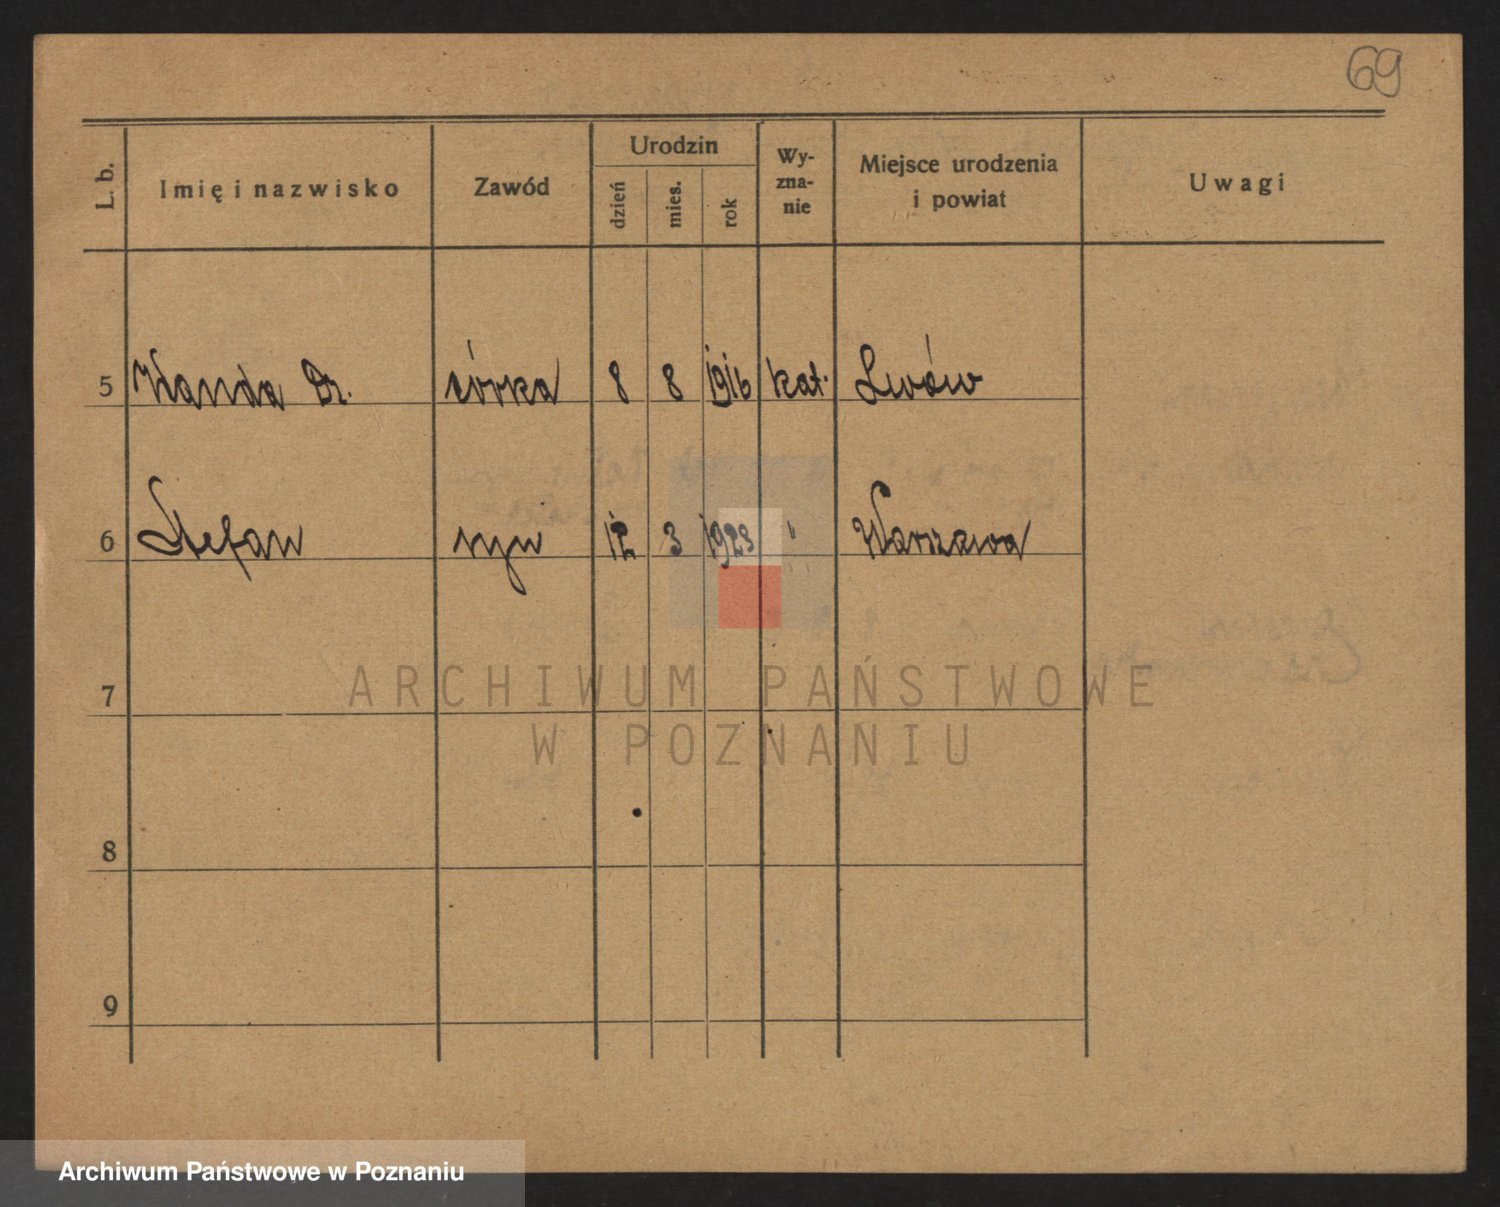 69
L. b. Imię i nazwisko Zawód Urodzin dzień mies. rok Wy-zna-nie Miejsce urodzenia i powiat Uwagi
5 Wanda Dr. córka 8 8 1916 kat. Lwów
6 Stefan syn 12 3 1923 " Warszawa
7
8
9
ARCHIWUM PAŃSTWOWE
W POZNANIU
Archiwum Państwowe w Poznaniu